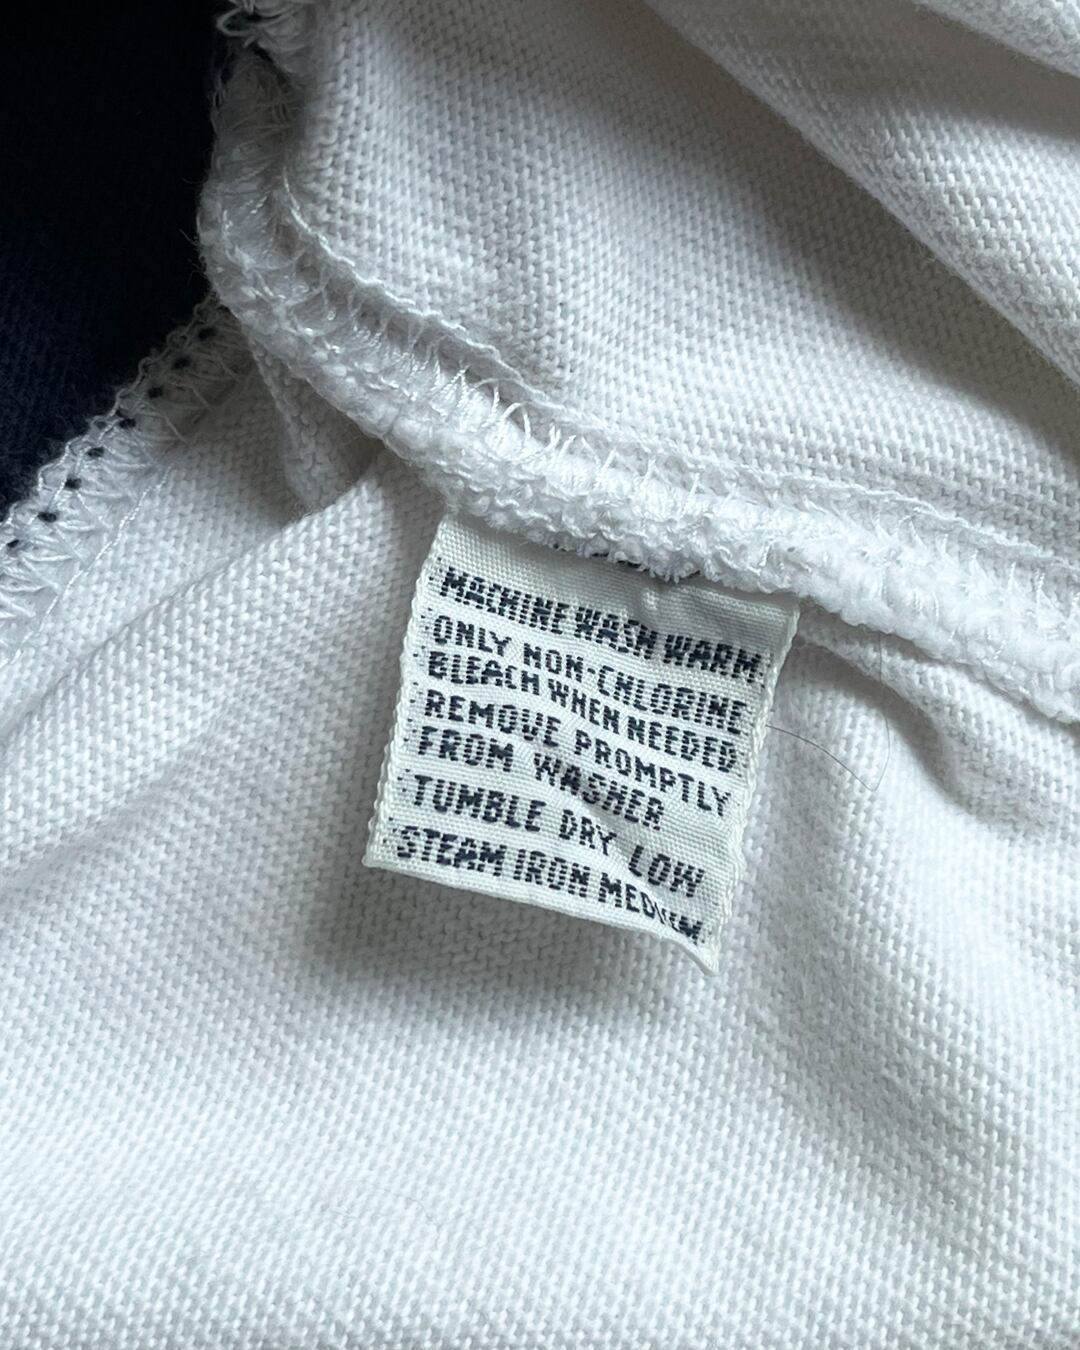 MACHINE WASH WARM
ONLY NON-CHLORINE
BLEACH WHEN NEEDED
REMOVE PROMPTLY
FROM WASHER
TUMBLE DRY LOW
STEAM IRON MEDIUM